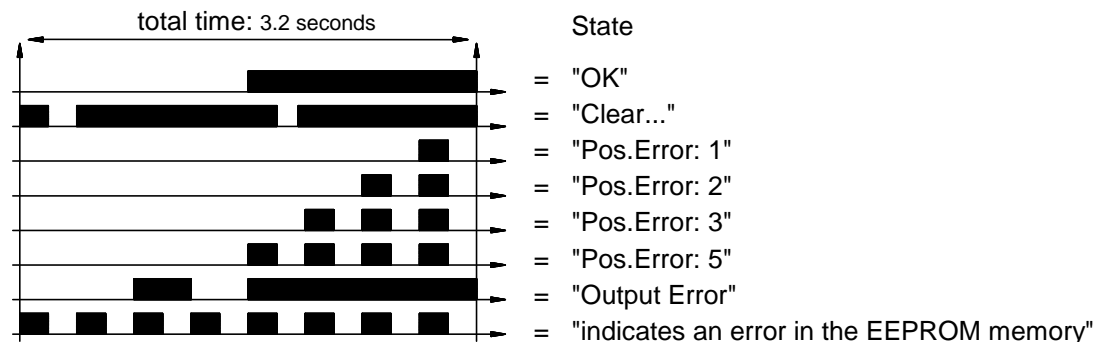 total time: 3.2 seconds State
= "OK"
= "Clear..."
= "Pos.Error: 1"
= "Pos.Error: 2"
= "Pos.Error: 3"
= "Pos.Error: 5"
= "Output Error"
= "indicates an error in the EEPROM memory"